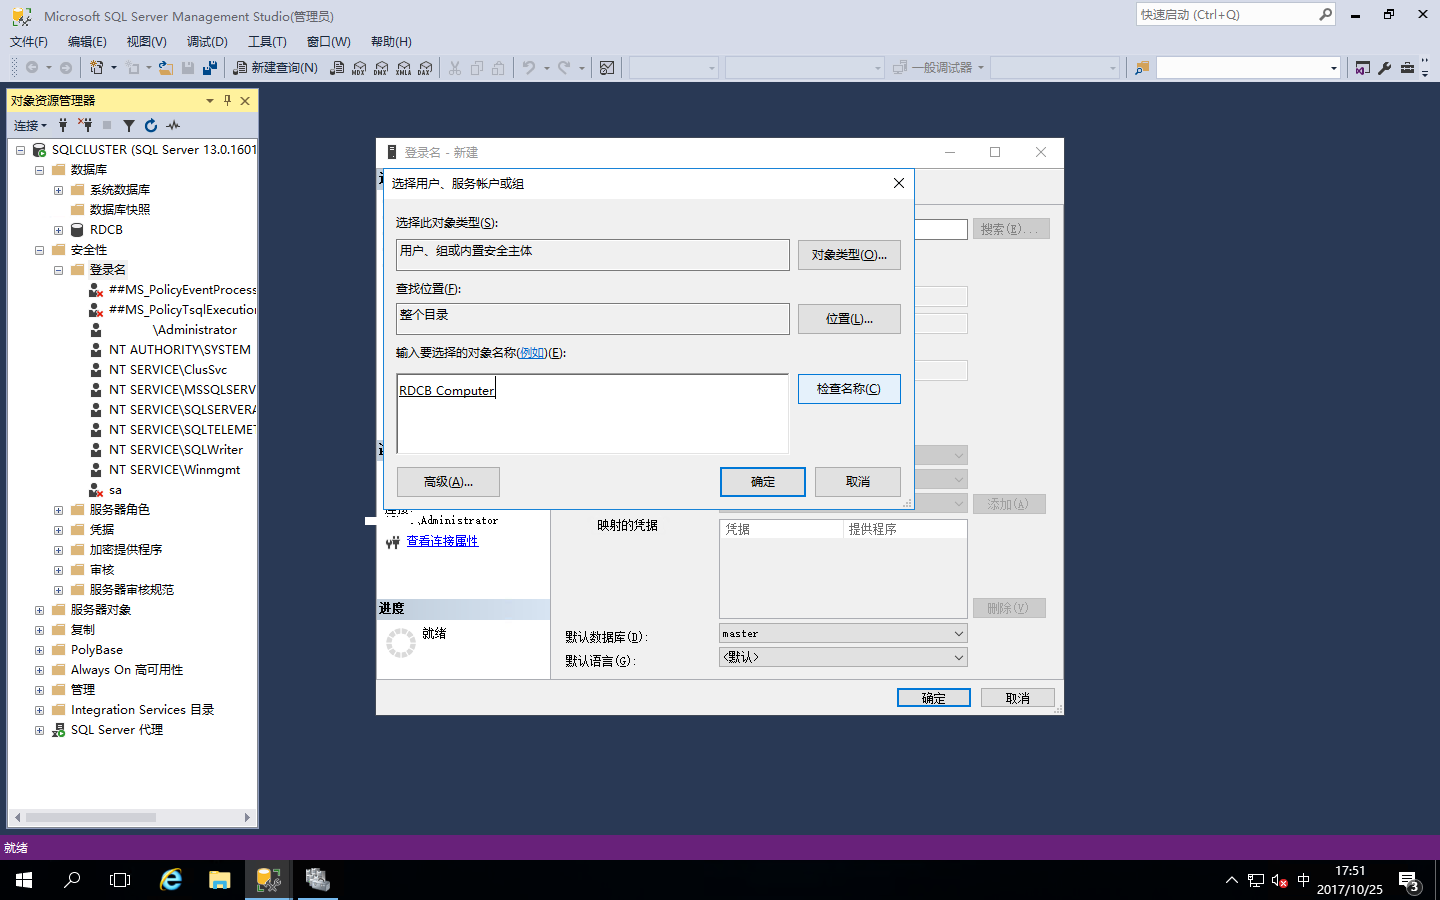 Microsoft SQL Server Management Studio(管理员)
快速启动 (Ctrl+Q)
文件(F) 编辑(E) 视图(V) 调试(D) 工具(T) 窗口(W) 帮助(H)
新建查询(N) MDX DMX XMLA DAX 一般调试器
对象资源管理器
连接
SQLCLUSTER (SQL Server 13.0.1601
数据库
系统数据库
数据库快照
RDCB
安全性
登录名
##MS_PolicyEventProcess
##MS_PolicyTsqlExecution
\Administrator
NT AUTHORITY\SYSTEM
NT SERVICE\ClusSvc
NT SERVICE\MSSQLSERV
NT SERVICE\SQLSERVERA
NT SERVICE\SQLTELEMET
NT SERVICE\SQLWriter
NT SERVICE\Winmgmt
sa
服务器角色
凭据
加密提供程序
审核
服务器审核规范
服务器对象
复制
PolyBase
Always On 高可用性
管理
Integration Services 目录
SQL Server 代理
登录名 - 新建
选择用户、服务帐户或组
选择此对象类型(S):
用户、组或内置安全主体
对象类型(O)...
查找位置(F):
整个目录
位置(L)...
输入要选择的对象名称(例如)(E):
RDCB Computer
检查名称(C)
高级(A)...
确定
取消
搜索(E)...
添加(A)
\Administrator
查看连接属性
映射的凭据
凭据 提供程序
删除(V)
进度
就绪
默认数据库(D):
master
默认语言(G):
<默认>
确定
取消
就绪
中
17:51
2017/10/25
3